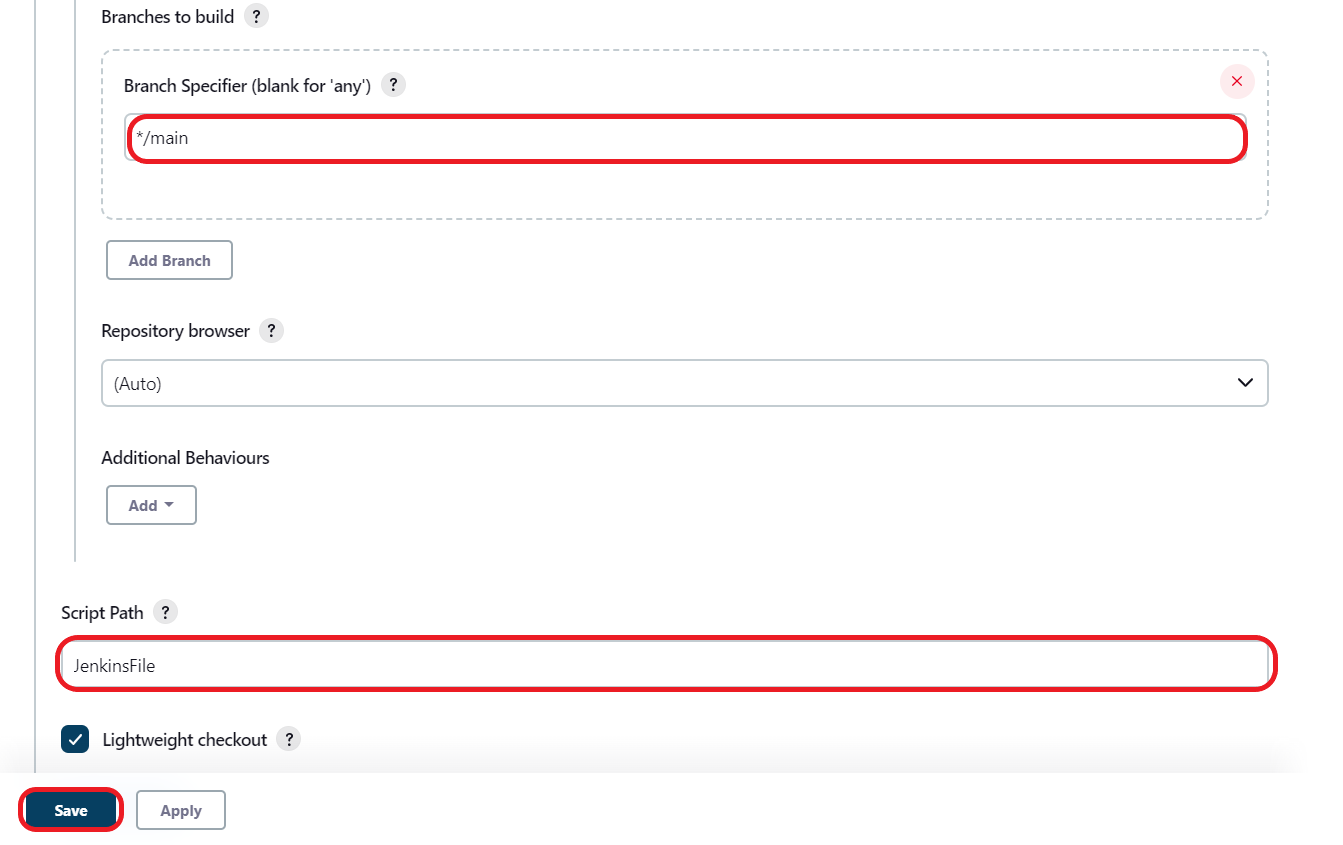 Branches to build ?
Branch Specifier (blank for 'any') ?
*/main
Add Branch
Repository browser ?
(Auto)
Additional Behaviours
Add
Script Path ?
JenkinsFile
Lightweight checkout ?
Save Apply